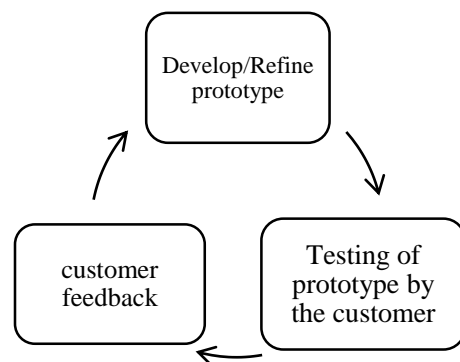 Develop/Refine
prototype
Testing of
prototype by
the customer
customer
feedback